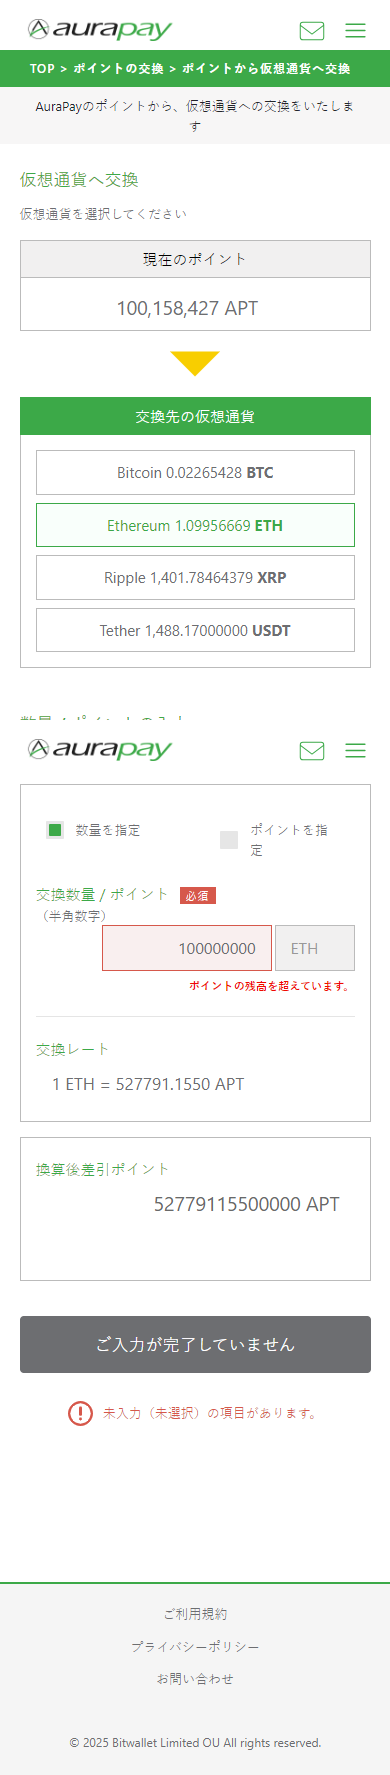 aurapay
TOP > ポイントの交換 > ポイントから仮想通貨へ交換
AuraPayのポイントから、仮想通貨への交換をいたしま
す
仮想通貨へ交換
仮想通貨を選択してください
現在のポイント
100,158,427 APT
交換先の仮想通貨
Bitcoin 0.02265428 BTC
Ethereum 1.09956669 ETH
Ripple 1,401.78464379 XRP
Tether 1,488.17000000 USDT
aurapay
数量を指定
ポイントを指
定
交換数量 / ポイント 必須
（半角数字）
100000000 ETH
ポイントの残高を超えています。
交換レート
1 ETH = 527791.1550 APT
換算後差引ポイント
52779115500000 APT
ご入力が完了していません
未入力（未選択）の項目があります。
ご利用規約
プライバシーポリシー
お問い合わせ
© 2025 Bitwallet Limited OU All rights reserved.